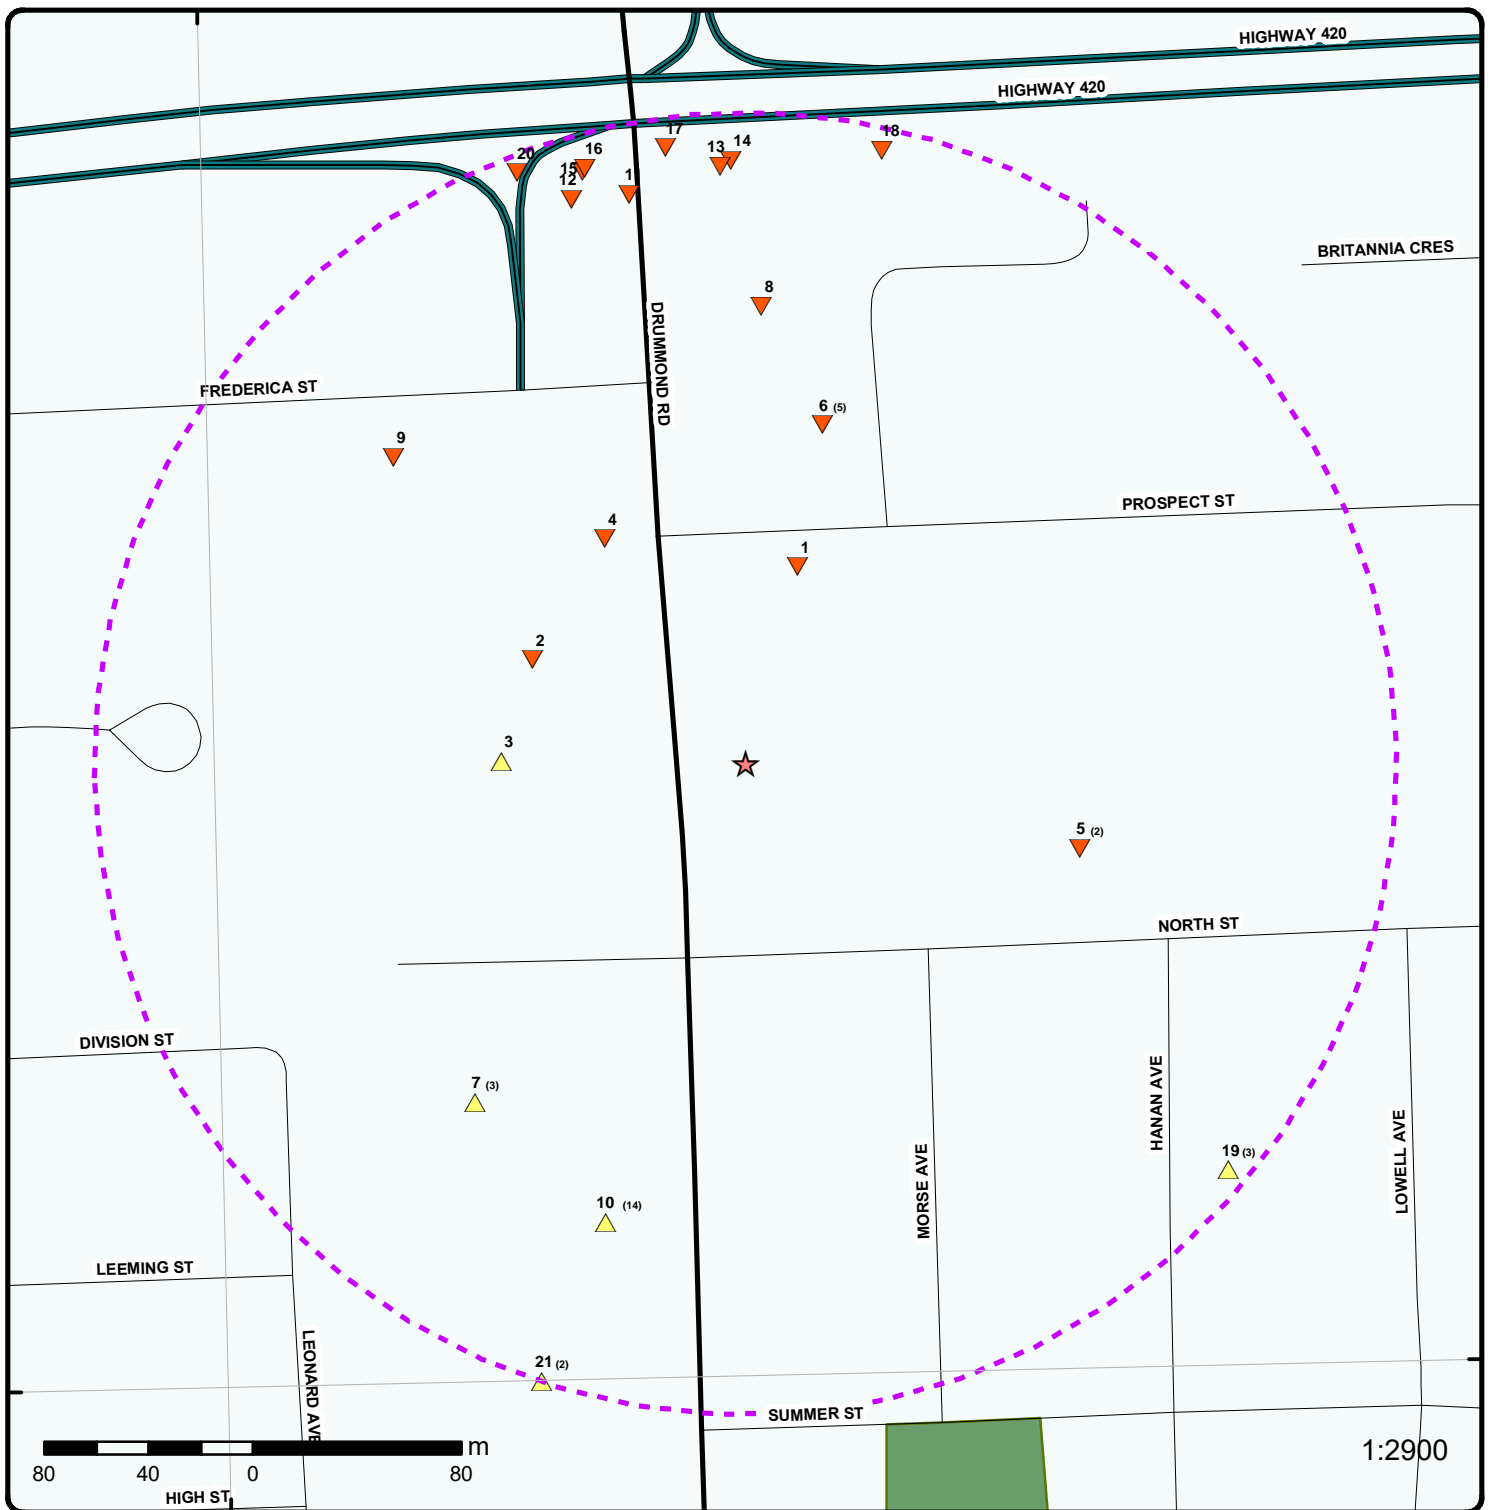 HIGHWAY 420
HIGHWAY 420
17
14
18
13
16
20
15
12
1
BRITANNIA CRES
8
DRUMMOND RD
FREDERICA ST
6 (5)
9
PROSPECT ST
4
1
2
3
5 (2)
NORTH ST
DIVISION ST
7 (3)
HANAN AVE
MORSE AVE
LOWELL AVE
19 (3)
10 (14)
LEEMING ST
LEONARD AVE
21 (2)
SUMMER ST
m
80 40 0 80
1:2900
HIGH ST